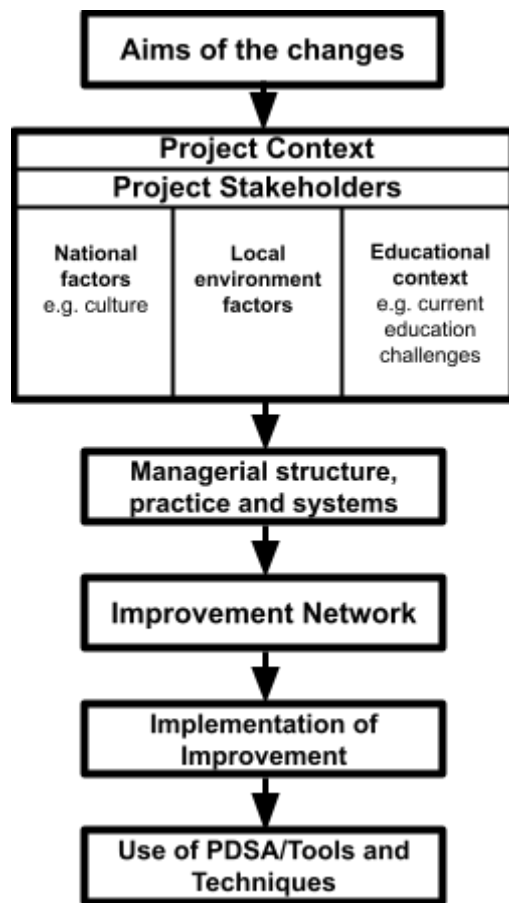 Aims of the changes
Project Context
Project Stakeholders
National
factors
e.g. culture
Local
environment
factors
Educational
context
e.g. current
education
challenges
Managerial structure,
practice and systems
Improvement Network
Implementation of
Improvement
Use of PDSA/Tools and
Techniques